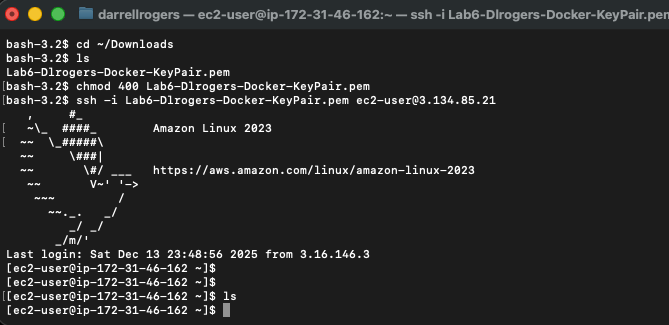 darrellrogers — ec2-user@ip-172-31-46-162:~ — ssh -i Lab6-Dlrogers-Docker-KeyPair.pem
bash-3.2$ cd ~/Downloads
bash-3.2$ ls
Lab6-Dlrogers-Docker-KeyPair.pem
[bash-3.2$ chmod 400 Lab6-Dlrogers-Docker-KeyPair.pem
[bash-3.2$ ssh -i Lab6-Dlrogers-Docker-KeyPair.pem ec2-user@3.134.85.21
   ,     #_
[  ~\_  ####_        Amazon Linux 2023
[ ~~  \_#####\
  ~~     \###|
  ~~       \#/ ___   https://aws.amazon.com/linux/amazon-linux-2023
   ~~       V~' '->
    ~~~         /
      ~~._.   _/
         _/ _/
       _/m/'
Last login: Sat Dec 13 23:48:56 2025 from 3.16.146.3
[ec2-user@ip-172-31-46-162 ~]$
[ec2-user@ip-172-31-46-162 ~]$
[[ec2-user@ip-172-31-46-162 ~]$ ls
[ec2-user@ip-172-31-46-162 ~]$